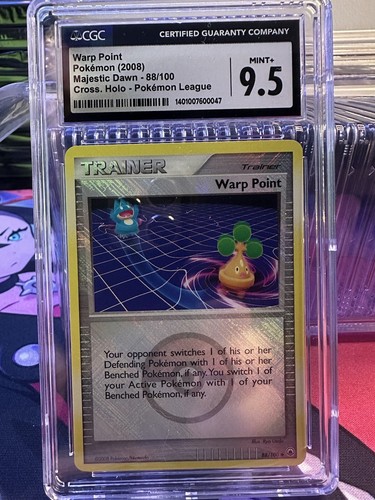 CGC CERTIFIED GUARANTY COMPANY
Warp Point
Pokémon (2008)
Majestic Dawn - 88/100
Cross. Holo - Pokémon League
1401007600047
MINT+
9.5
TRAINER Trainer
Warp Point
Your opponent switches 1 of his or her
Defending Pokémon with 1 of his or her
Benched Pokémon, if any. You switch 1 of
your Active Pokémon with 1 of your
Benched Pokémon, if any.
88/100